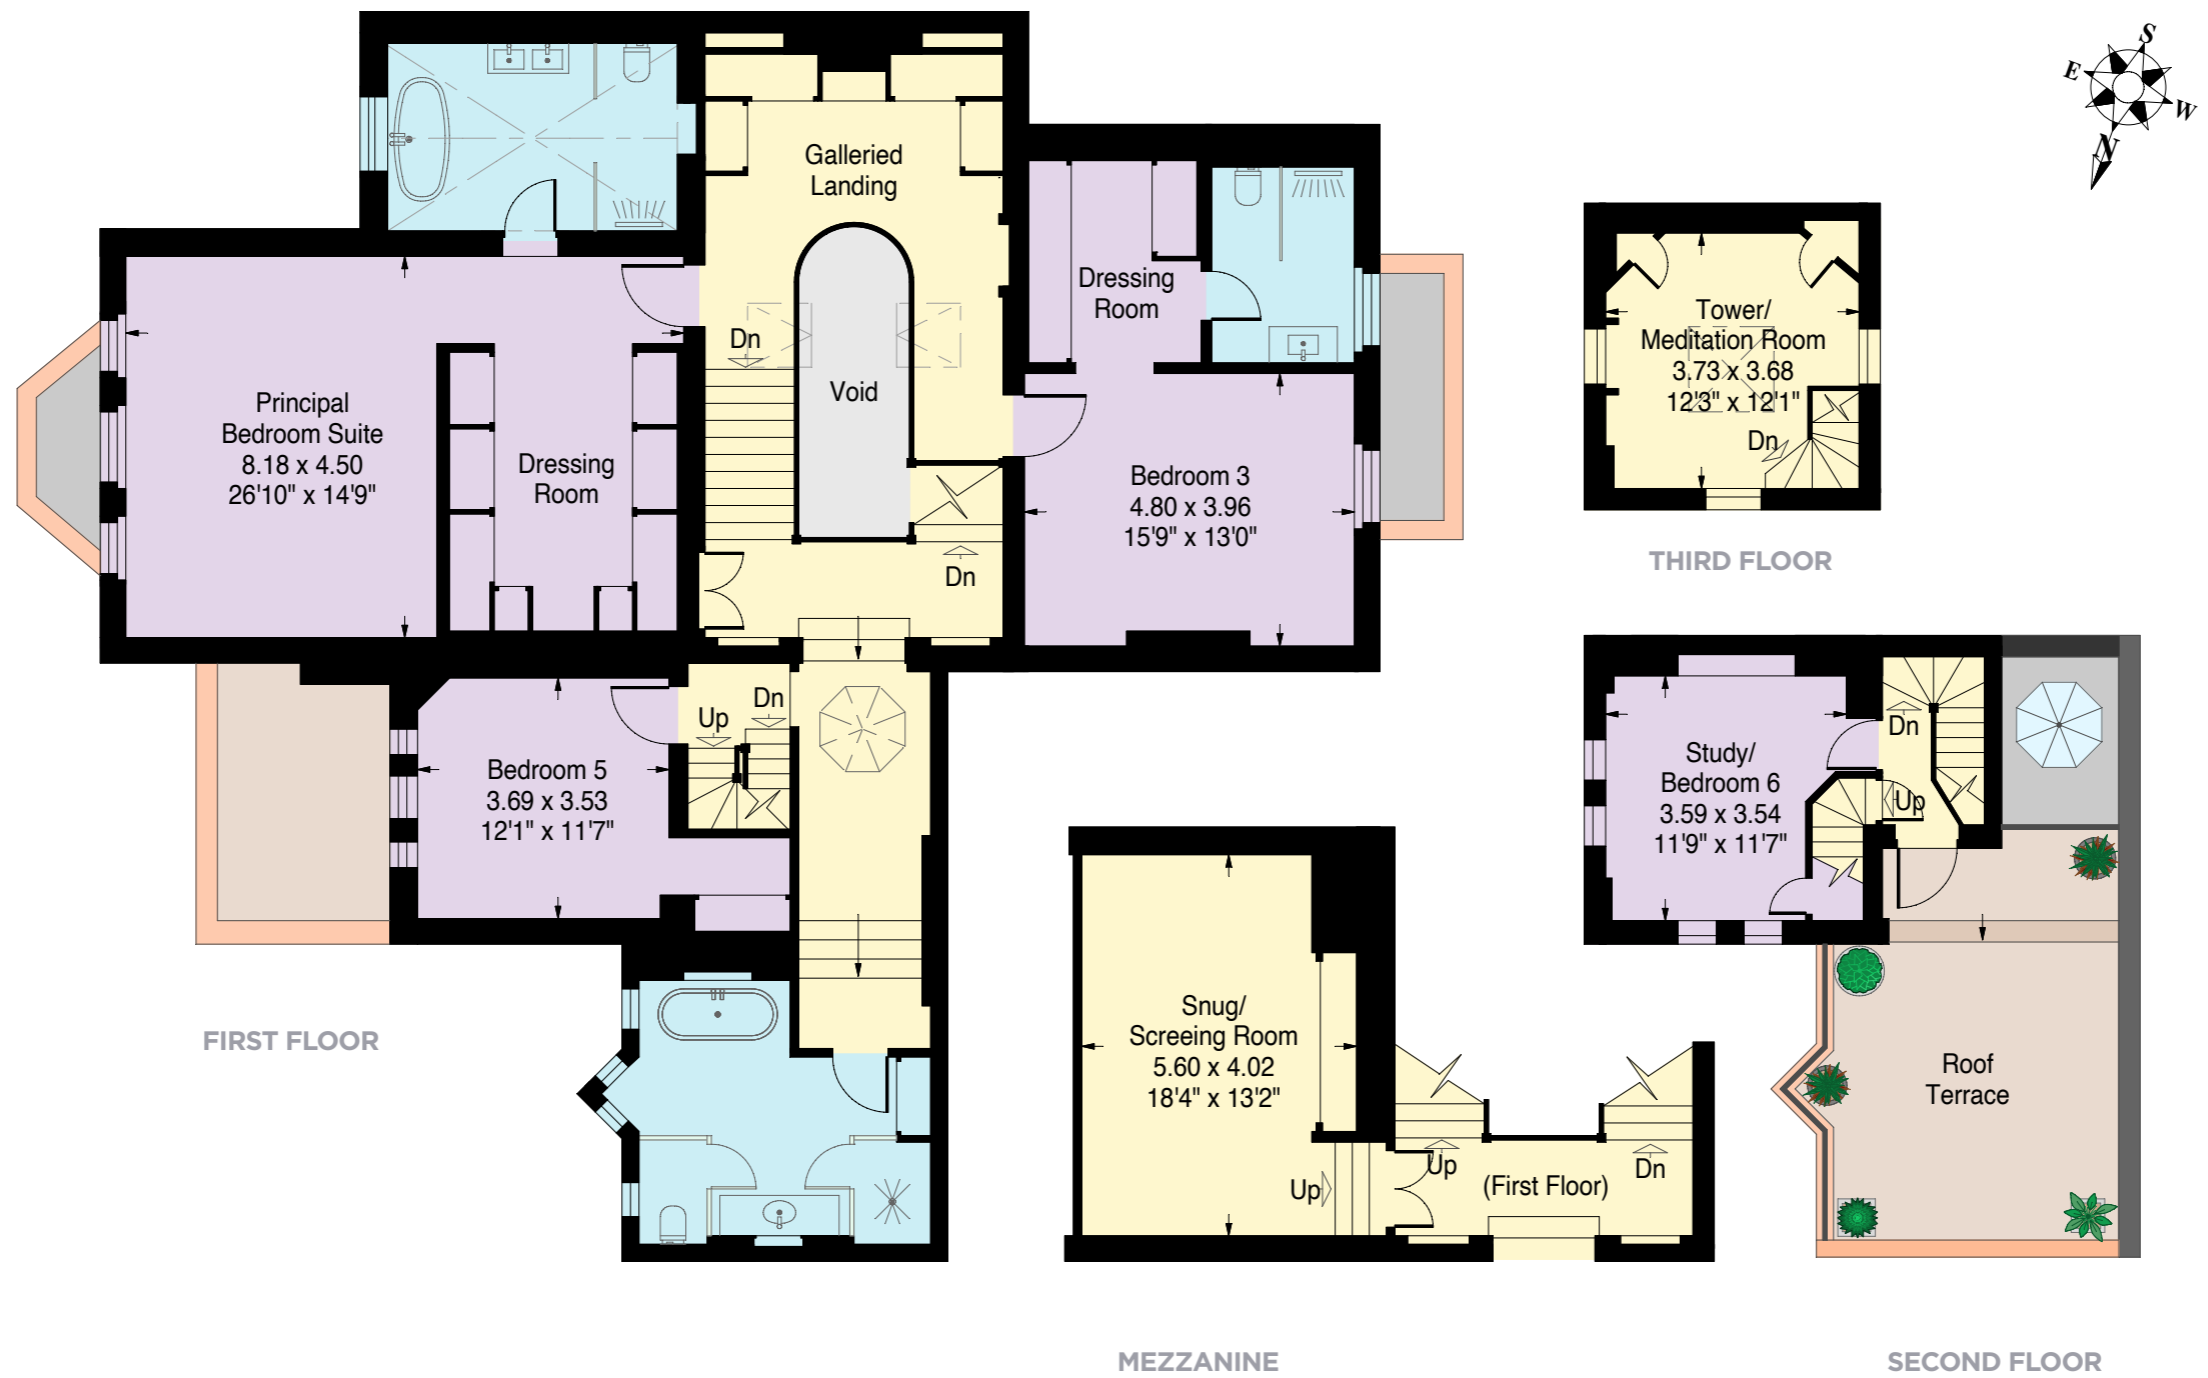 S
E
W
N
Galleried
Landing
Dn
Void
Dn
Principal
Bedroom Suite
8.18 x 4.50
26'10" x 14'9"
Dressing
Room
Dressing
Room
Bedroom 3
4.80 x 3.96
15'9" x 13'0"
Up
Dn
Bedroom 5
3.69 x 3.53
12'1" x 11'7"
FIRST FLOOR
Tower/
Meditation Room
3.73 x 3.68
12'3" x 12'1"
Dn
THIRD FLOOR
Study/
Bedroom 6
3.59 x 3.54
11'9" x 11'7"
Dn
Up
Roof
Terrace
SECOND FLOOR
Snug/
Screeing Room
5.60 x 4.02
18'4" x 13'2"
Up
Up
(First Floor)
Dn
MEZZANINE